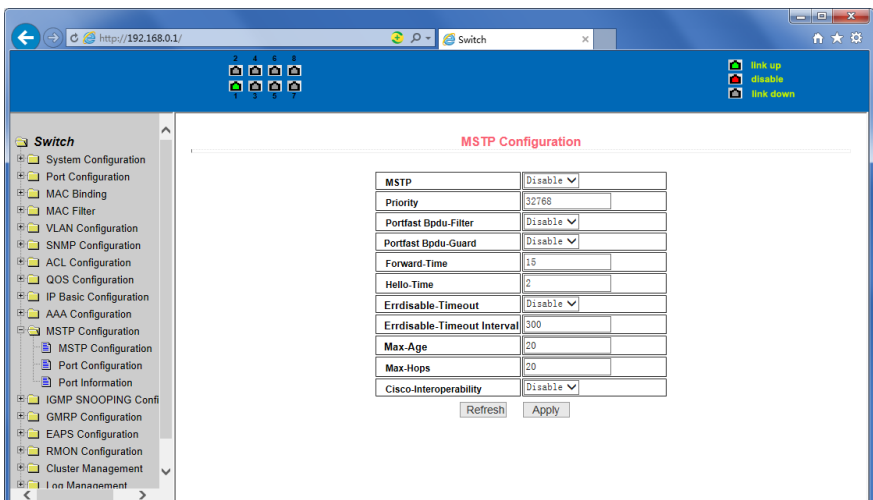 http://192.168.0.1/
Switch
2 4 6 8
1 3 5 7
link up
disable
link down
Switch
System Configuration
Port Configuration
MAC Binding
MAC Filter
VLAN Configuration
SNMP Configuration
ACL Configuration
QOS Configuration
IP Basic Configuration
AAA Configuration
MSTP Configuration
MSTP Configuration
Port Configuration
Port Information
IGMP SNOOPING Confi
GMRP Configuration
EAPS Configuration
RMON Configuration
Cluster Management
Log Management
MSTP Configuration
MSTP Disable
Priority 32768
Portfast Bpdu-Filter Disable
Portfast Bpdu-Guard Disable
Forward-Time 15
Hello-Time 2
Errdisable-Timeout Disable
Errdisable-Timeout Interval 300
Max-Age 20
Max-Hops 20
Cisco-Interoperability Disable
Refresh Apply